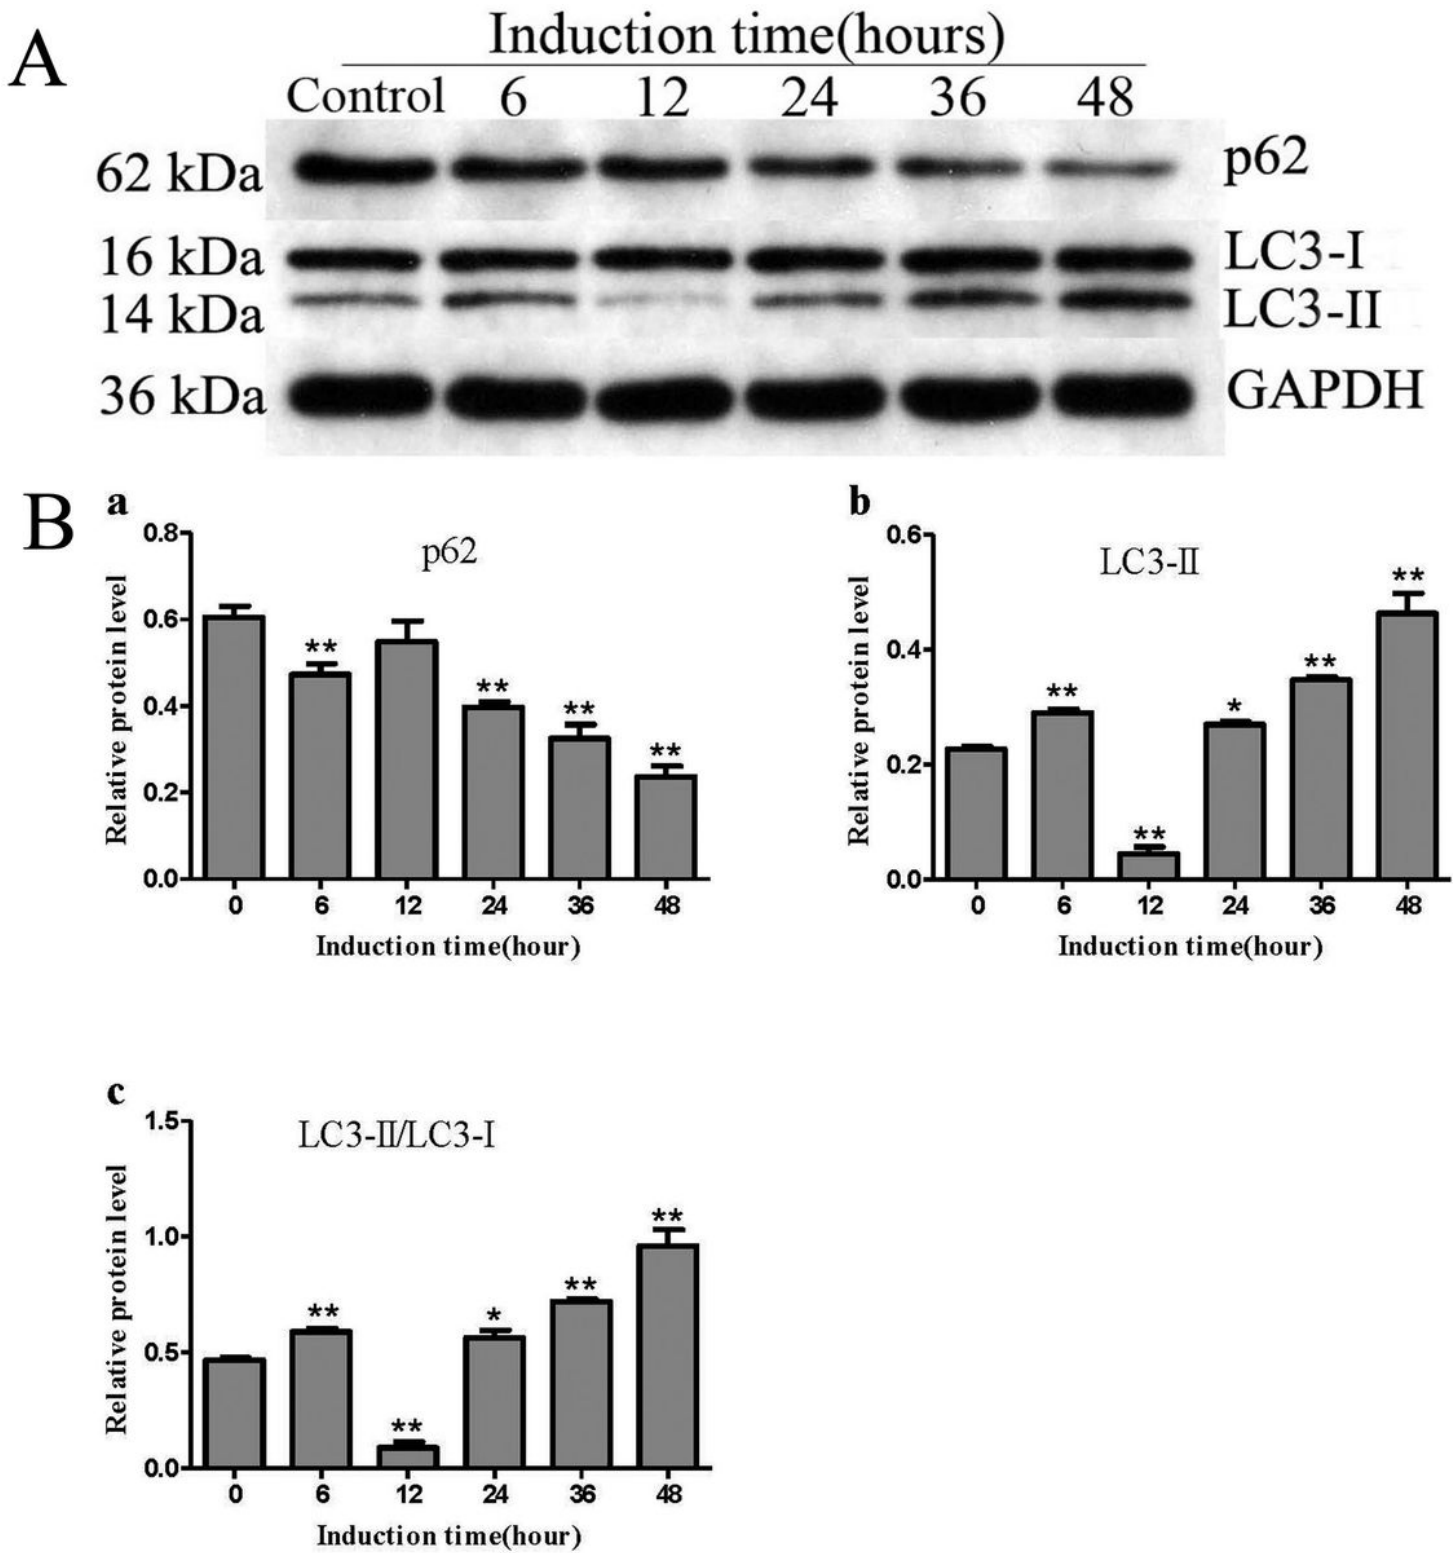 A
Induction time(hours)
Control 6 12 24 36 48
62 kDa p62
16 kDa LC3-I
14 kDa LC3-II
36 kDa GAPDH
B
a
p62
Relative protein level
0.8
0.6
0.4
0.2
0.0
**
**
**
**
0 6 12 24 36 48
Induction time(hour)
b
LC3-II
Relative protein level
0.6
0.4
0.2
0.0
**
**
*
**
**
0 6 12 24 36 48
Induction time(hour)
c
LC3-II/LC3-I
Relative protein level
1.5
1.0
0.5
0.0
**
**
*
**
**
0 6 12 24 36 48
Induction time(hour)